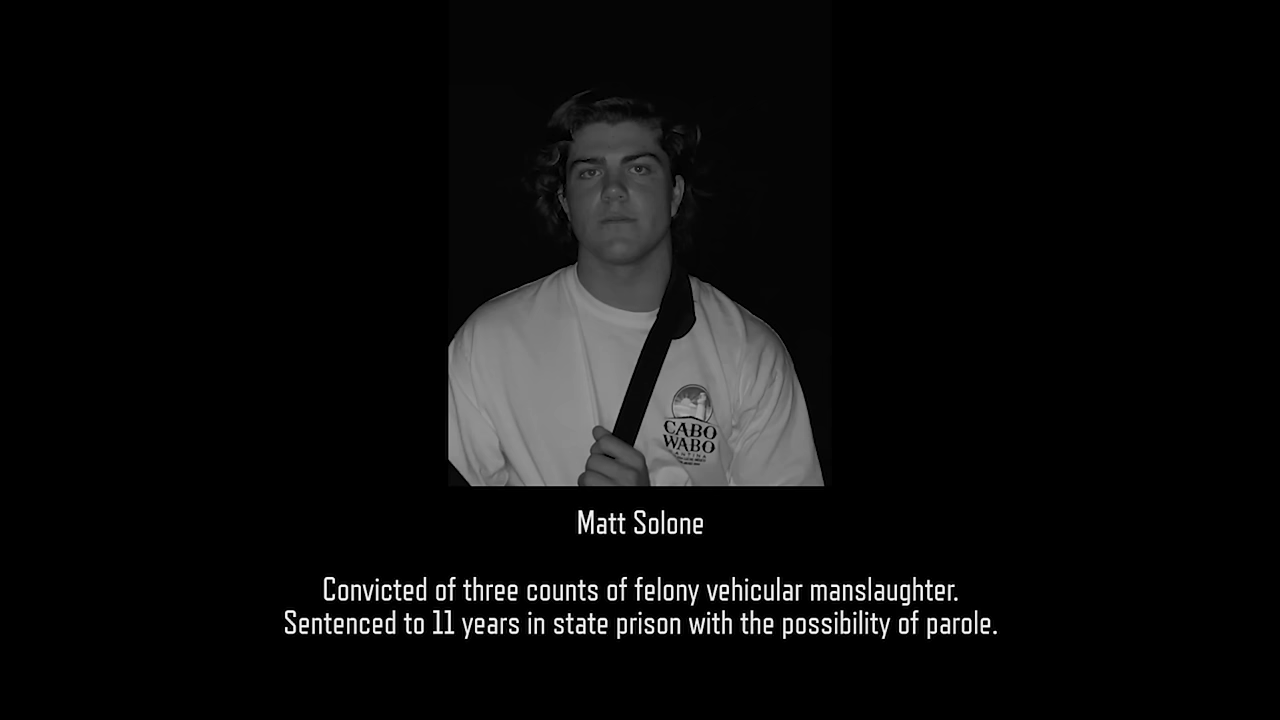 CABO
WABO
CANTINA
Matt Solone
Convicted of three counts of felony vehicular manslaughter.
Sentenced to 11 years in state prison with the possibility of parole.